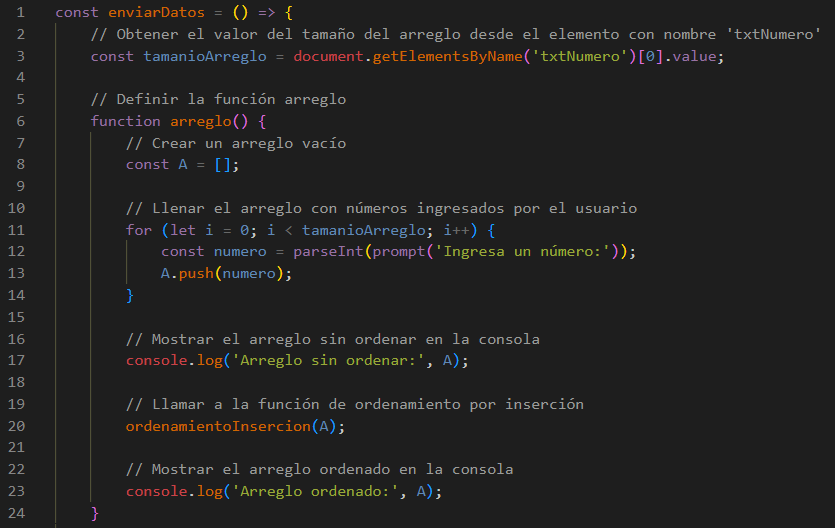 1 const enviarDatos = () => {
2 // Obtener el valor del tamaño del arreglo desde el elemento con nombre 'txtNumero'
3 const tamanioArreglo = document.getElementsByName('txtNumero')[0].value;
4
5 // Definir la función arreglo
6 function arreglo() {
7 // Crear un arreglo vacío
8 const A = [];
9
10 // Llenar el arreglo con números ingresados por el usuario
11 for (let i = 0; i < tamanioArreglo; i++) {
12 const numero = parseInt(prompt('Ingresa un número:'));
13 A.push(numero);
14 }
15
16 // Mostrar el arreglo sin ordenar en la consola
17 console.log('Arreglo sin ordenar:', A);
18
19 // Llamar a la función de ordenamiento por inserción
20 ordenamientoInsercion(A);
21
22 // Mostrar el arreglo ordenado en la consola
23 console.log('Arreglo ordenado:', A);
24 }